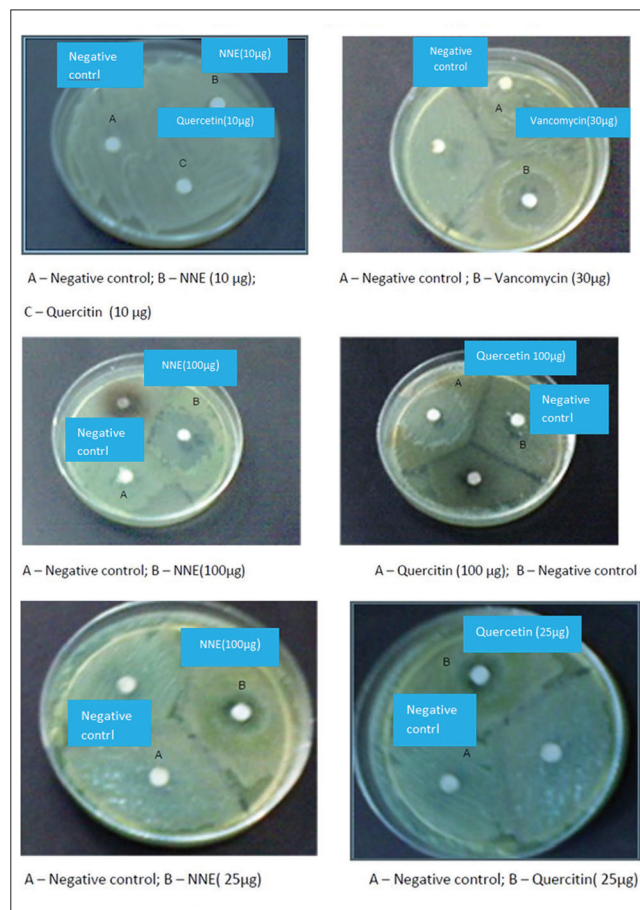 Negative
contrl
NNE(10µg)
B
A
Quercetin(10µg)
C
Negative
control
A
Vancomycin(30µg)
B
A – Negative control; B – NNE (10 µg);
C – Quercitin (10 µg)
A – Negative control ; B – Vancomycin (30µg)
NNE(100µg)
B
Negative
contrl
A
Quercetin 100µg)
A
Negative
contrl
B
A – Negative control; B – NNE(100µg)
A – Quercitin (100 µg); B – Negative control
NNE(100µg)
B
Negative
contrl
A
Quercetin (25µg)
B
Negative
contrl
A
A – Negative control; B – NNE( 25µg)
A – Negative control; B – Quercitin( 25µg)